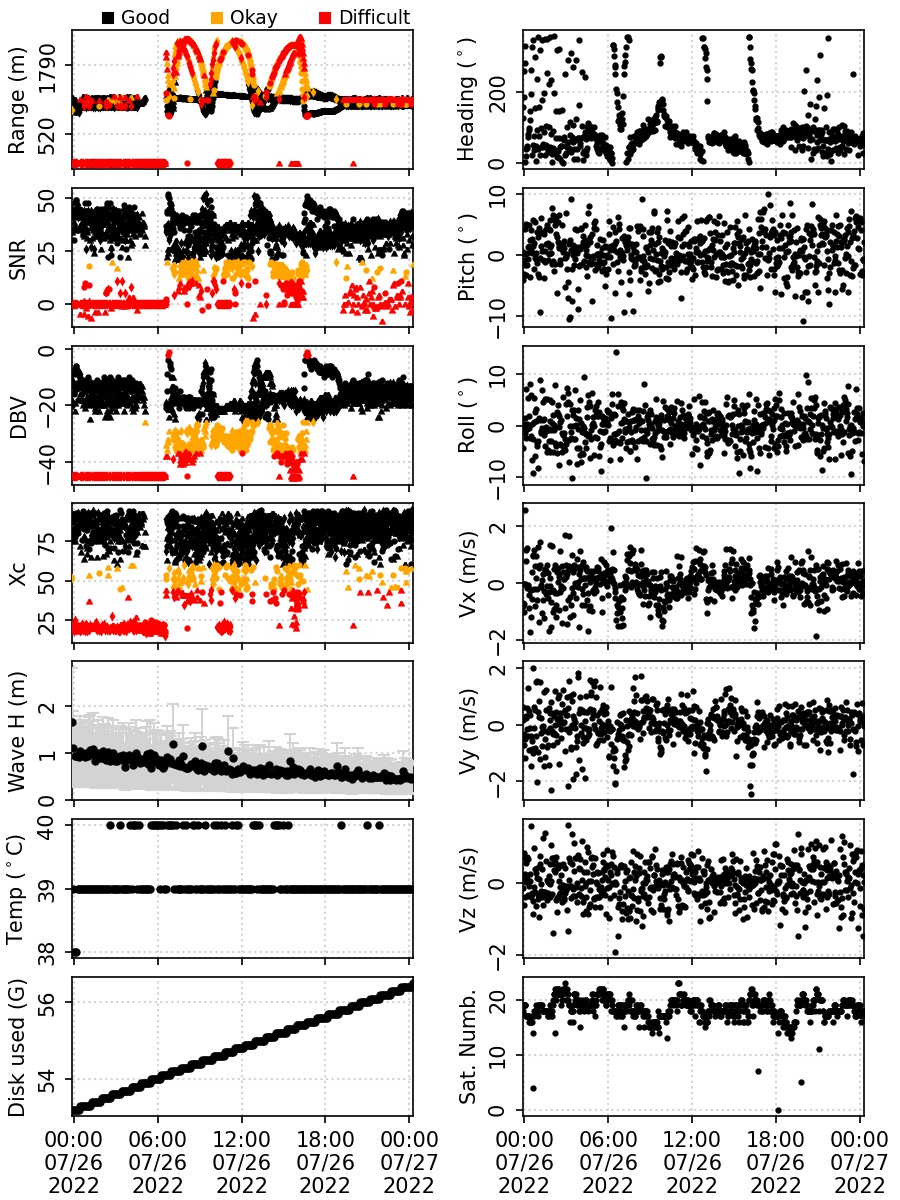 Good Okay Difficult
Range (m)
1790
520
Heading (°)
200
0
SNR
50
25
0
Pitch (°)
10
0
−10
DBV
0
−20
−40
Roll (°)
10
0
−10
Xc
75
50
25
Vx (m/s)
2
0
−2
Wave H (m)
2
1
0
Vy (m/s)
2
0
−2
Temp (°C)
40
39
38
Vz (m/s)
0
−2
Disk used (G)
56
54
Sat. Numb.
20
10
0
00:00 06:00 12:00 18:00 00:00
07/26 07/26 07/26 07/26 07/27
2022 2022 2022 2022 2022
00:00 06:00 12:00 18:00 00:00
07/26 07/26 07/26 07/26 07/27
2022 2022 2022 2022 2022